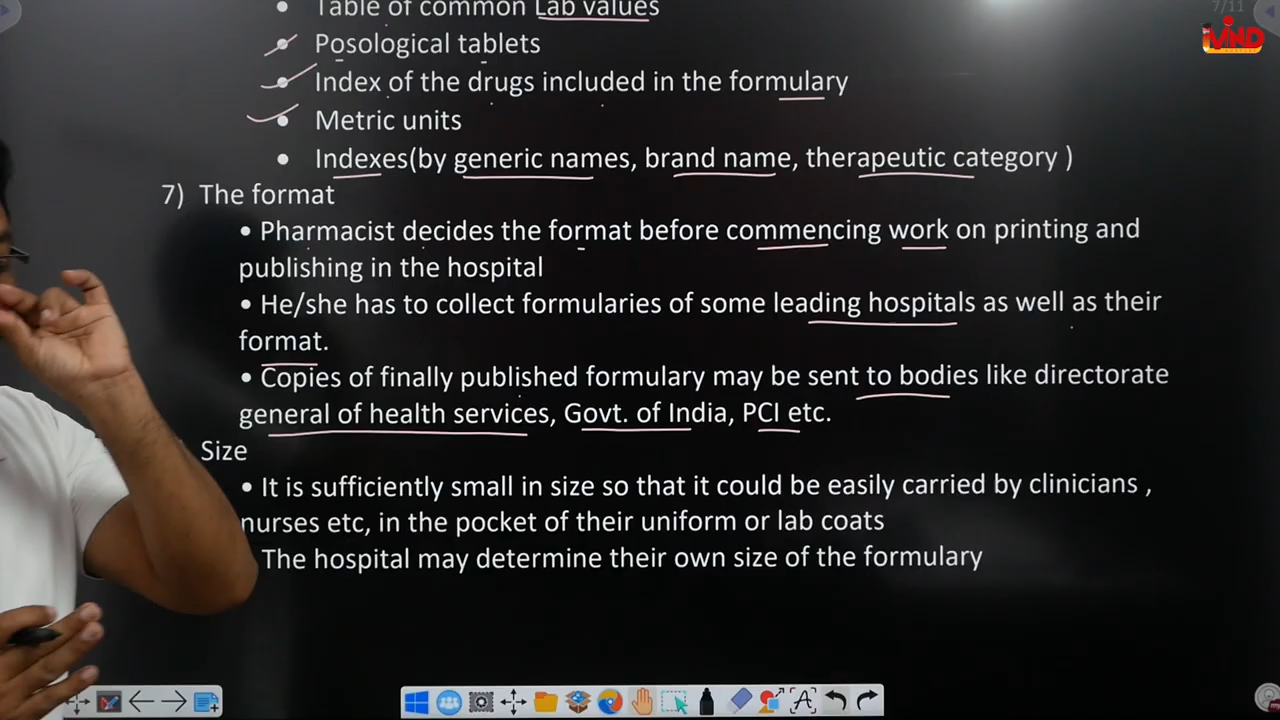 7/11
iMIND
• Table of common Lab values
• Posological tablets
• Index of the drugs included in the formulary
• Metric units
• Indexes(by generic names, brand name, therapeutic category )
7) The format
• Pharmacist decides the format before commencing work on printing and
publishing in the hospital
• He/she has to collect formularies of some leading hospitals as well as their
format.
• Copies of finally published formulary may be sent to bodies like directorate
general of health services, Govt. of India, PCI etc.
Size
• It is sufficiently small in size so that it could be easily carried by clinicians ,
nurses etc, in the pocket of their uniform or lab coats
The hospital may determine their own size of the formulary